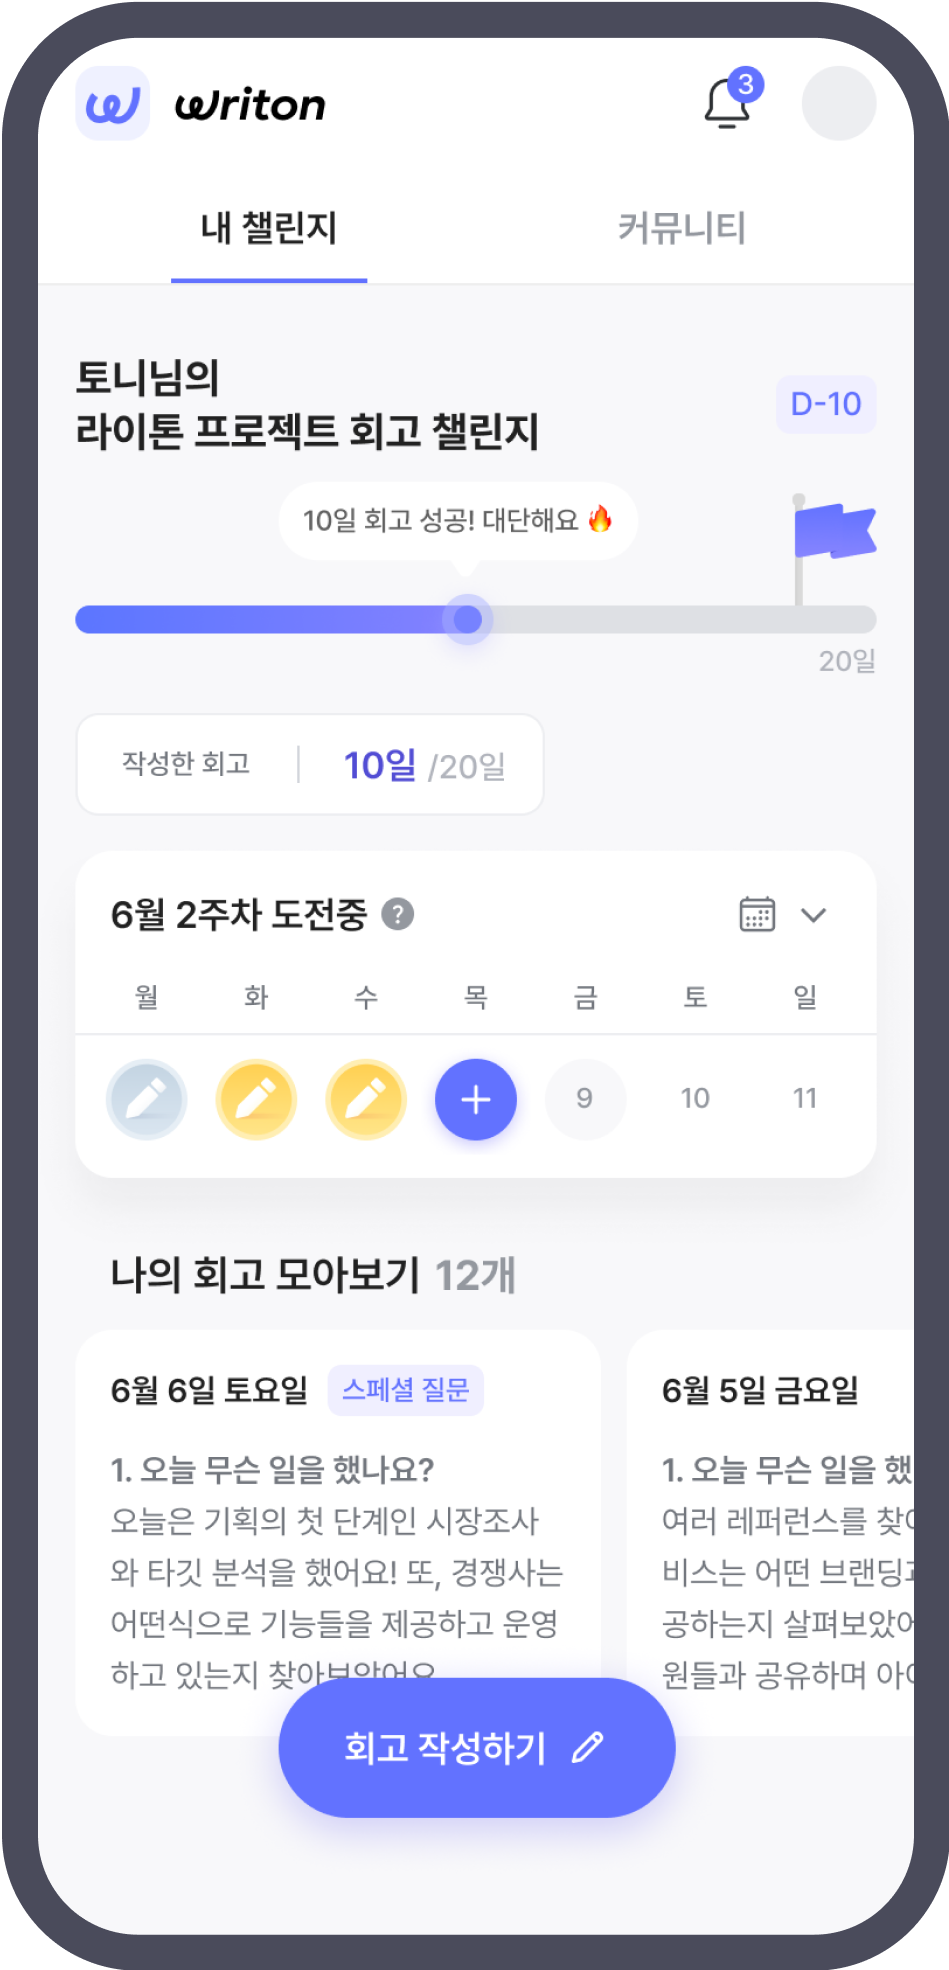 writon
3
내 챌린지 커뮤니티
토니님의
라이톤 프로젝트 회고 챌린지
D-10
10일 회고 성공! 대단해요 🔥
20일
작성한 회고 | 10일 /20일
6월 2주차 도전중 ?
월 화 수 목 금 토 일
9 10 11
나의 회고 모아보기 12개
6월 6일 토요일 스페셜 질문
1. 오늘 무슨 일을 했나요?
오늘은 기획의 첫 단계인 시장조사
와 타깃 분석을 했어요! 또, 경쟁사는
어떤식으로 기능들을 제공하고 운영
하고 있는지 찾아보았어요
6월 5일 금요일
1. 오늘 무슨 일을 했
여러 레퍼런스를 찾아
비스는 어떤 브랜딩과
공하는지 살펴보았어
원들과 공유하며 아이
회고 작성하기